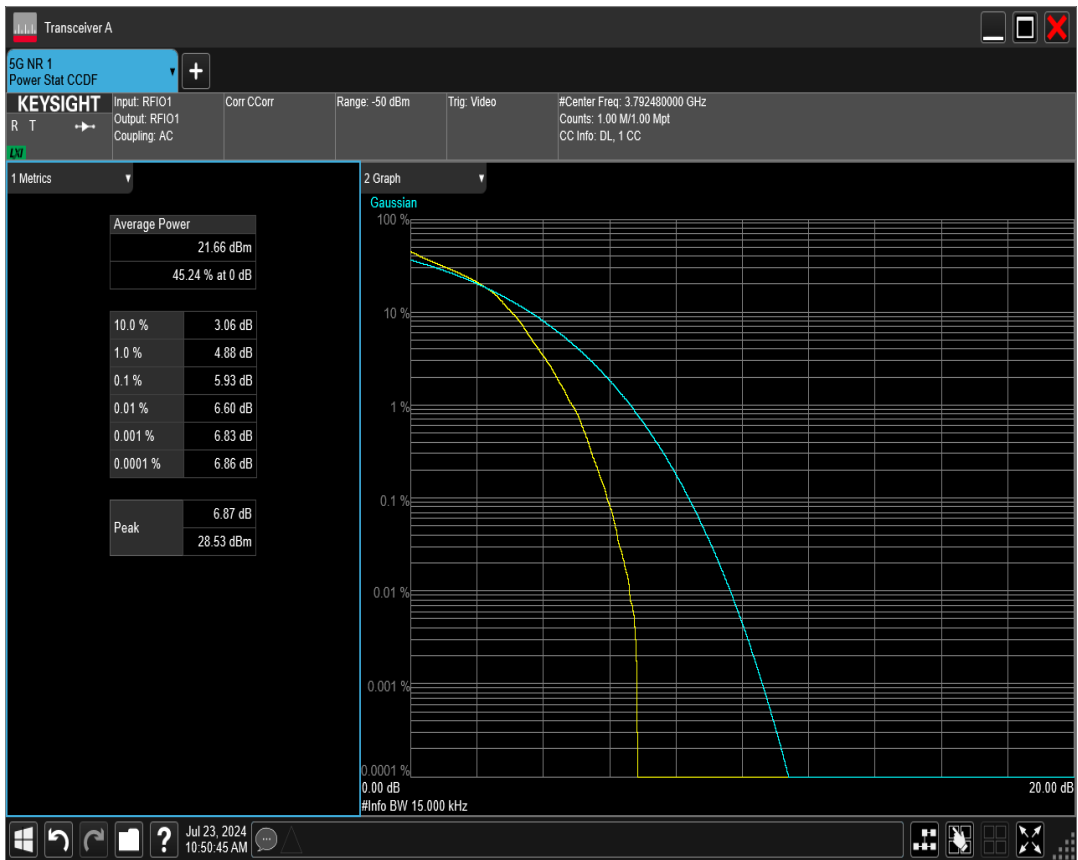 Transceiver A
5G NR 1
Power Stat CCDF
+
KEYSIGHT
R T
LXI
Input: RFIO1
Output: RFIO1
Coupling: AC
Corr CCorr
Range: -50 dBm
Trig: Video
#Center Freq: 3.792480000 GHz
Counts: 1.00 M/1.00 Mpt
CC Info: DL, 1 CC
1 Metrics
Average Power
21.66 dBm
45.24 % at 0 dB
10.0 % 3.06 dB
1.0 % 4.88 dB
0.1 % 5.93 dB
0.01 % 6.60 dB
0.001 % 6.83 dB
0.0001 % 6.86 dB
Peak
6.87 dB
28.53 dBm
2 Graph
Gaussian
100 %
10 %
1 %
0.1 %
0.01 %
0.001 %
0.0001 %
0.00 dB 20.00 dB
#Info BW 15.000 kHz
?
Jul 23, 2024
10:50:45 AM